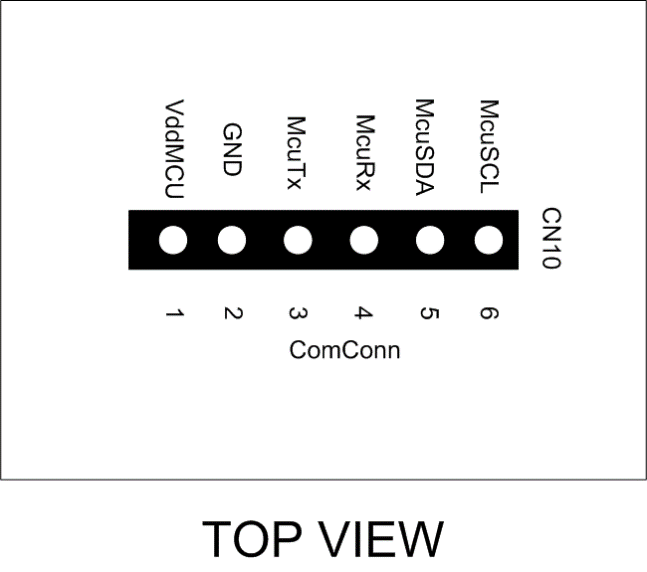 VddMCU
GND
McuTx
McuRx
McuSDA
McuSCL
CN10
1
2
3
4
5
6
ComConn
TOP VIEW